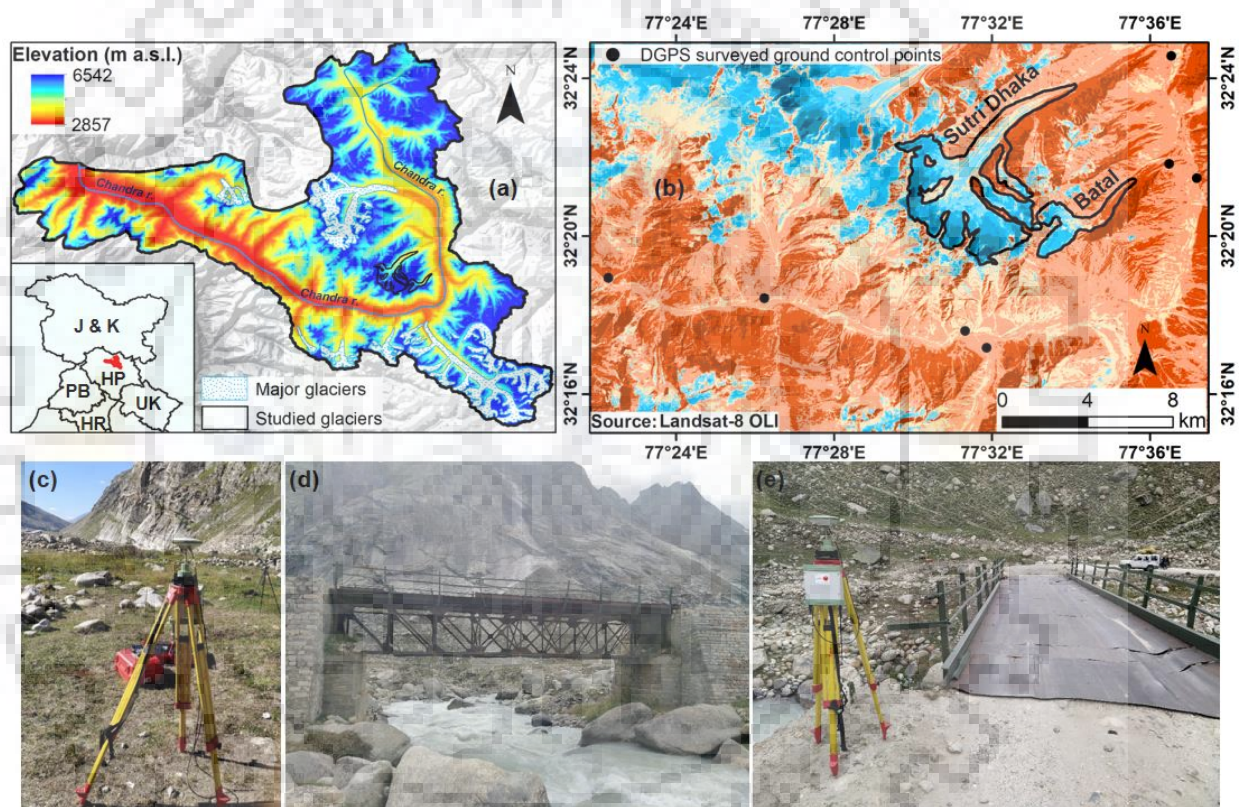 Elevation (m a.s.l.)
6542
2857
N
(a)
Chandra r.
Chandra r.
Chandra r.
J & K
HP
PB
UK
HR
Major glaciers
Studied glaciers
77°24'E
77°28'E
77°32'E
77°36'E
DGPS surveyed ground control points
Sutri Dhaka
Batal
(b)
N
0
4
8
km
Source: Landsat-8 OLI
32°24'N
32°20'N
32°16'N
32°24'N
32°20'N
32°16'N
77°24'E
77°28'E
77°32'E
77°36'E
(c)
(d)
(e)